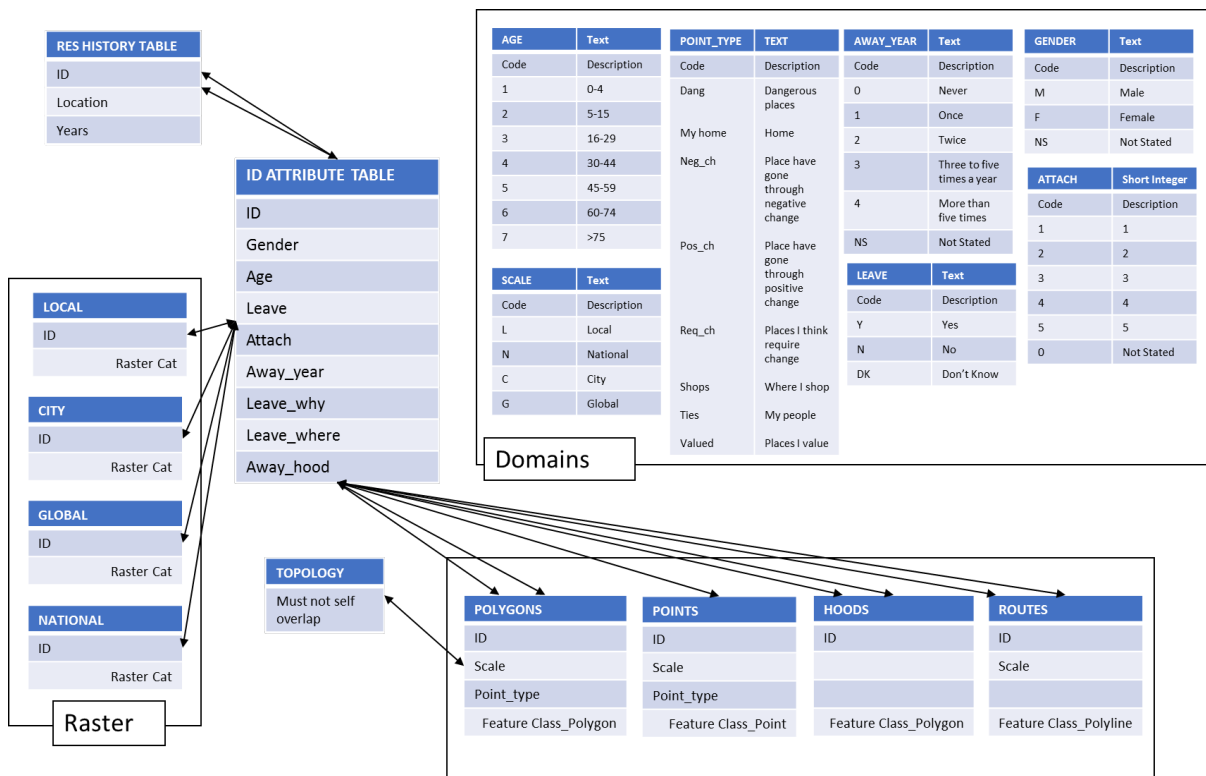 RES HISTORY TABLE
ID
Location
Years
ID ATTRIBUTE TABLE
ID
Gender
Age
Leave
Attach
Away_year
Leave_why
Leave_where
Away_hood
LOCAL
ID
Raster Cat
CITY
ID
Raster Cat
GLOBAL
ID
Raster Cat
NATIONAL
ID
Raster Cat
Raster
AGE Text
Code Description
1 0-4
2 5-15
3 16-29
4 30-44
5 45-59
6 60-74
7 >75
SCALE Text
Code Description
L Local
N National
C City
G Global
POINT_TYPE TEXT
Code Description
Dang Dangerous
places
My home Home
Neg_ch Place have
gone
through
negative
change
Pos_ch Place have
gone
through
positive
change
Req_ch Places I think
require
change
Shops Where I shop
Ties My people
Valued Places I value
AWAY_YEAR Text
Code Description
0 Never
1 Once
2 Twice
3 Three to five
times a year
4 More than
five times
NS Not Stated
LEAVE Text
Code Description
Y Yes
N No
DK Don't Know
GENDER Text
Code Description
M Male
F Female
NS Not Stated
ATTACH Short Integer
Code Description
1 1
2 2
3 3
4 4
5 5
0 Not Stated
Domains
TOPOLOGY
Must not self
overlap
POLYGONS
ID
Scale
Point_type
Feature Class_Polygon
POINTS
ID
Scale
Point_type
Feature Class_Point
HOODS
ID
Feature Class_Polygon
ROUTES
ID
Scale
Feature Class_Polyline